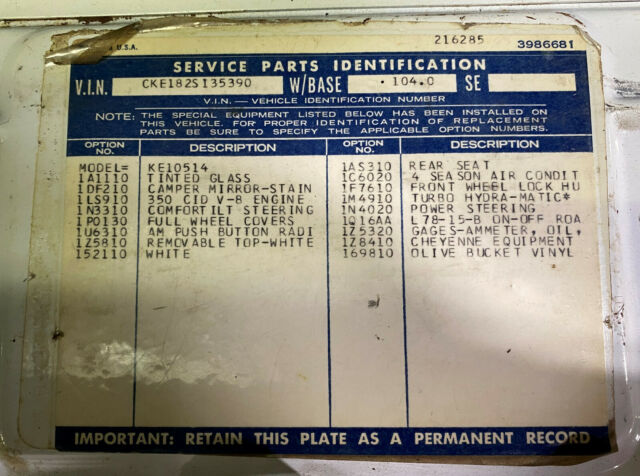 U.S.A.
216285
3986681
SERVICE PARTS IDENTIFICATION
V.I.N. CKE182S135390 W/BASE 104.0 SE
V.I.N. — VEHICLE IDENTIFICATION NUMBER
NOTE: THE SPECIAL EQUIPMENT LISTED BELOW HAS BEEN INSTALLED ON
THIS VEHICLE. FOR PROPER IDENTIFICATION OF REPLACEMENT
PARTS BE SURE TO SPECIFY THE APPLICABLE OPTION NUMBERS.
OPTION NO. DESCRIPTION OPTION NO. DESCRIPTION
MODEL= KE10514 1AS310 REAR SEAT
1A1110 TINTED GLASS 1C6020 4 SEASON AIR CONDIT
1DF210 CAMPER MIRROR-STAIN 1F7610 FRONT WHEEL LOCK HU
1LS910 350 CID V-8 ENGINE 1M4910 TURBO HYDRA-MATIC*
1N3310 COMFORTILT STEERING 1N4020 POWER STEERING
1PO130 FULL WHEEL COVERS 1Q16AA L78-15-B ON-OFF ROA
1U6310 AM PUSH BUTTON RADI 1Z5320 GAGES-AMMETER, OIL,
1Z5810 REMOVABLE TOP-WHITE 1Z8410 CHEYENNE EQUIPMENT
152110 WHITE 169810 OLIVE BUCKET VINYL
IMPORTANT: RETAIN THIS PLATE AS A PERMANENT RECORD